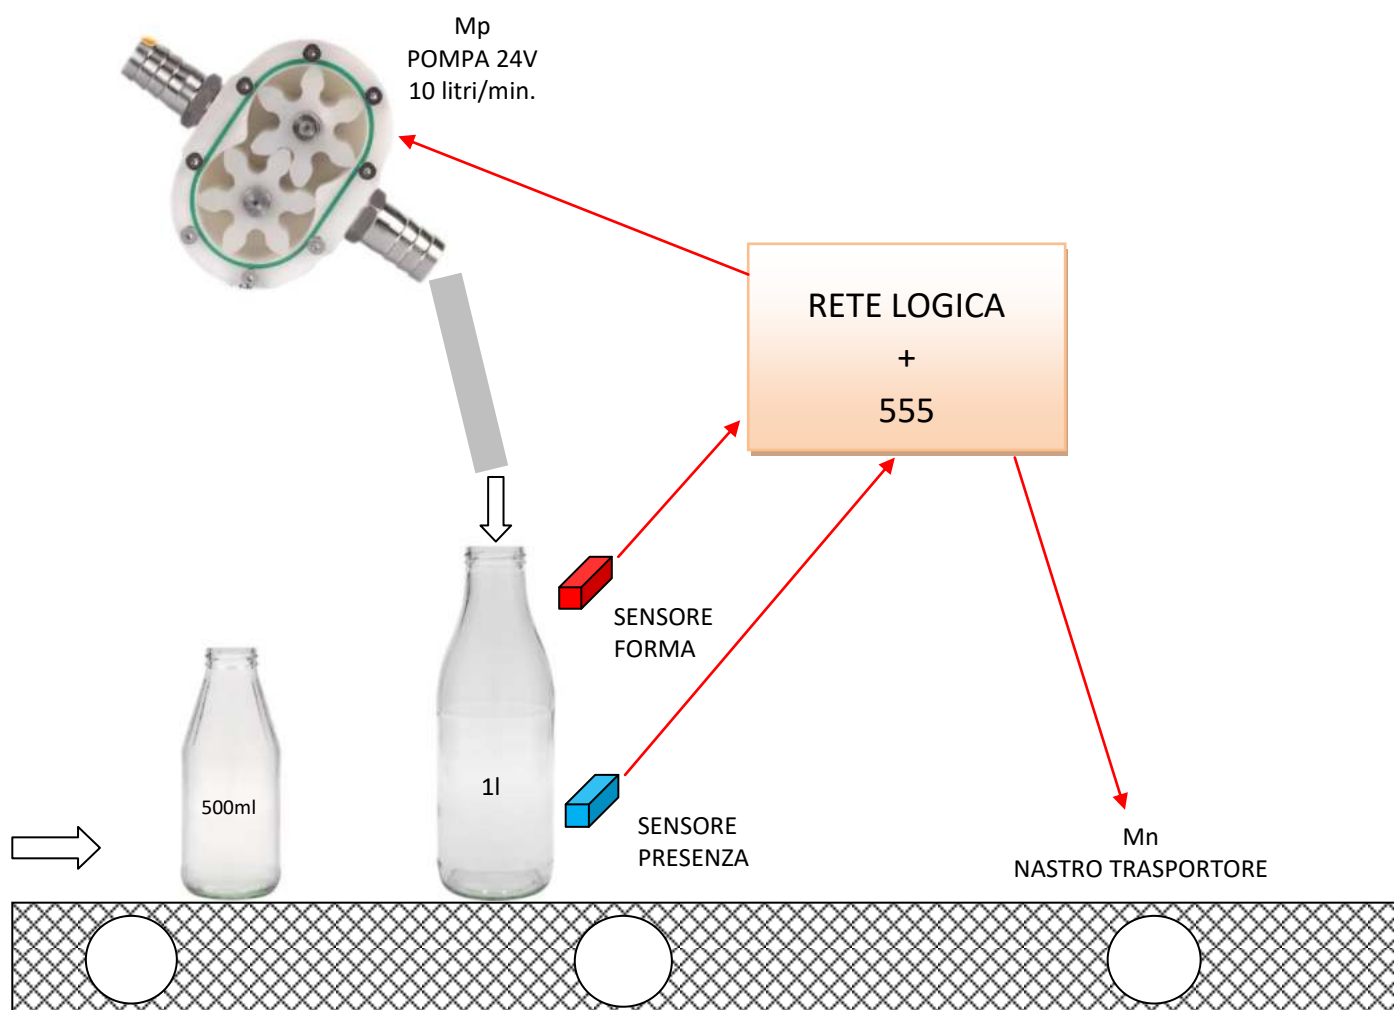 Mp
POMPA 24V
10 litri/min.
RETE LOGICA
+
555
SENSORE
FORMA
500ml
1l
SENSORE
PRESENZA
Mn
NASTRO TRASPORTORE